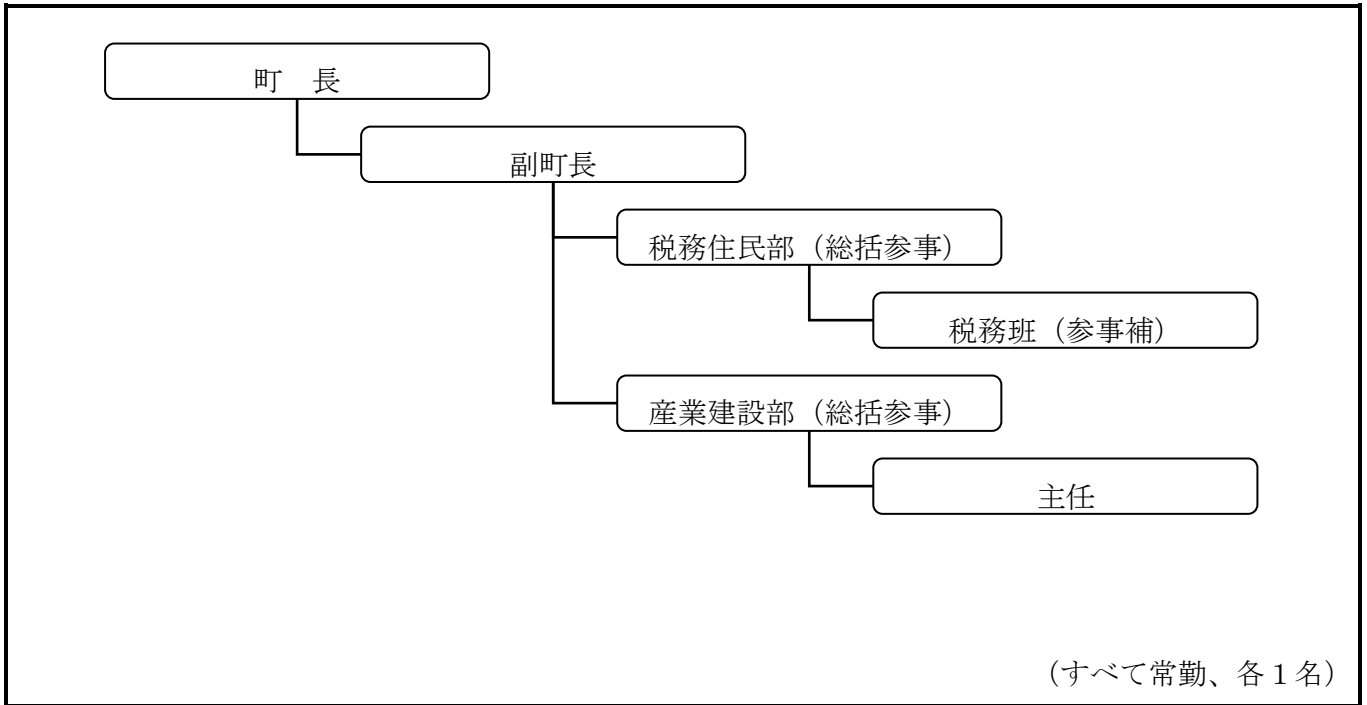 町　長
副町長
税務住民部（総括参事）
税務班（参事補）
産業建設部（総括参事）
主任
（すべて常勤、各１名）